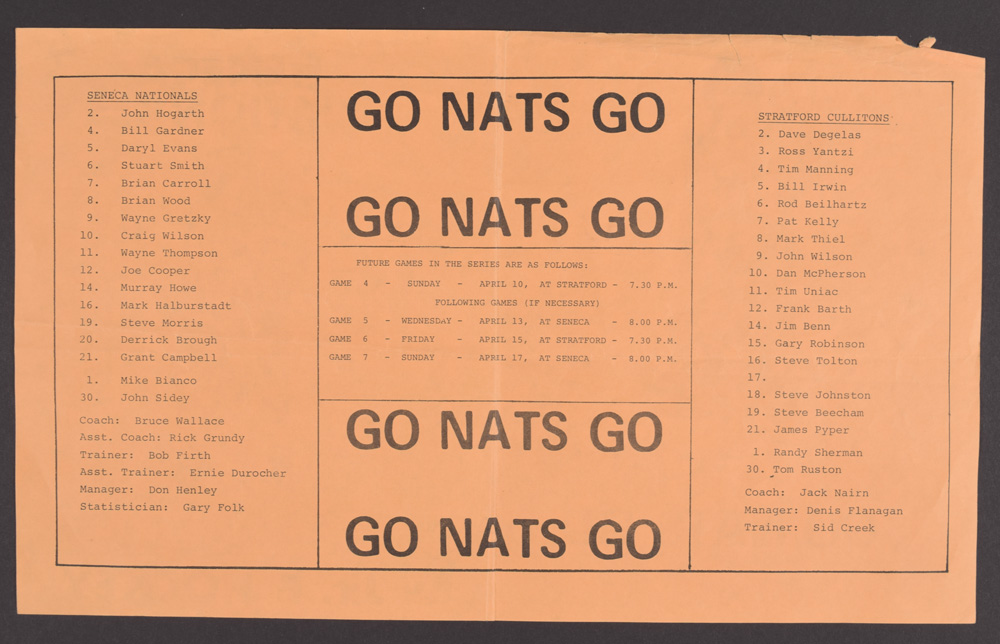 SENECA NATIONALS
2. John Hogarth
4. Bill Gardner
5. Daryl Evans
6. Stuart Smith
7. Brian Carroll
8. Brian Wood
9. Wayne Gretzky
10. Craig Wilson
11. Wayne Thompson
12. Joe Cooper
14. Murray Howe
16. Mark Halburstadt
19. Steve Morris
20. Derrick Brough
21. Grant Campbell
1. Mike Bianco
30. John Sidey
Coach: Bruce Wallace
Asst. Coach: Rick Grundy
Trainer: Bob Firth
Asst. Trainer: Ernie Durocher
Manager: Don Henley
Statistician: Gary Folk
GO NATS GO
GO NATS GO
FUTURE GAMES IN THE SERIES ARE AS FOLLOWS:
GAME 4 - SUNDAY - APRIL 10, AT STRATFORD - 7.30 P.M.
FOLLOWING GAMES (IF NECESSARY)
GAME 5 - WEDNESDAY - APRIL 13, AT SENECA - 8.00 P.M.
GAME 6 - FRIDAY - APRIL 15, AT STRATFORD - 7.30 P.M.
GAME 7 - SUNDAY - APRIL 17, AT SENECA - 8.00 P.M.
GO NATS GO
GO NATS GO
STRATFORD CULLITONS
2. Dave Degelas
3. Ross Yantzi
4. Tim Manning
5. Bill Irwin
6. Rod Beilhartz
7. Pat Kelly
8. Mark Thiel
9. John Wilson
10. Dan McPherson
11. Tim Uniac
12. Frank Barth
14. Jim Benn
15. Gary Robinson
16. Steve Tolton
17.
18. Steve Johnston
19. Steve Beecham
21. James Pyper
1. Randy Sherman
30. Tom Ruston
Coach: Jack Nairn
Manager: Denis Flanagan
Trainer: Sid Creek